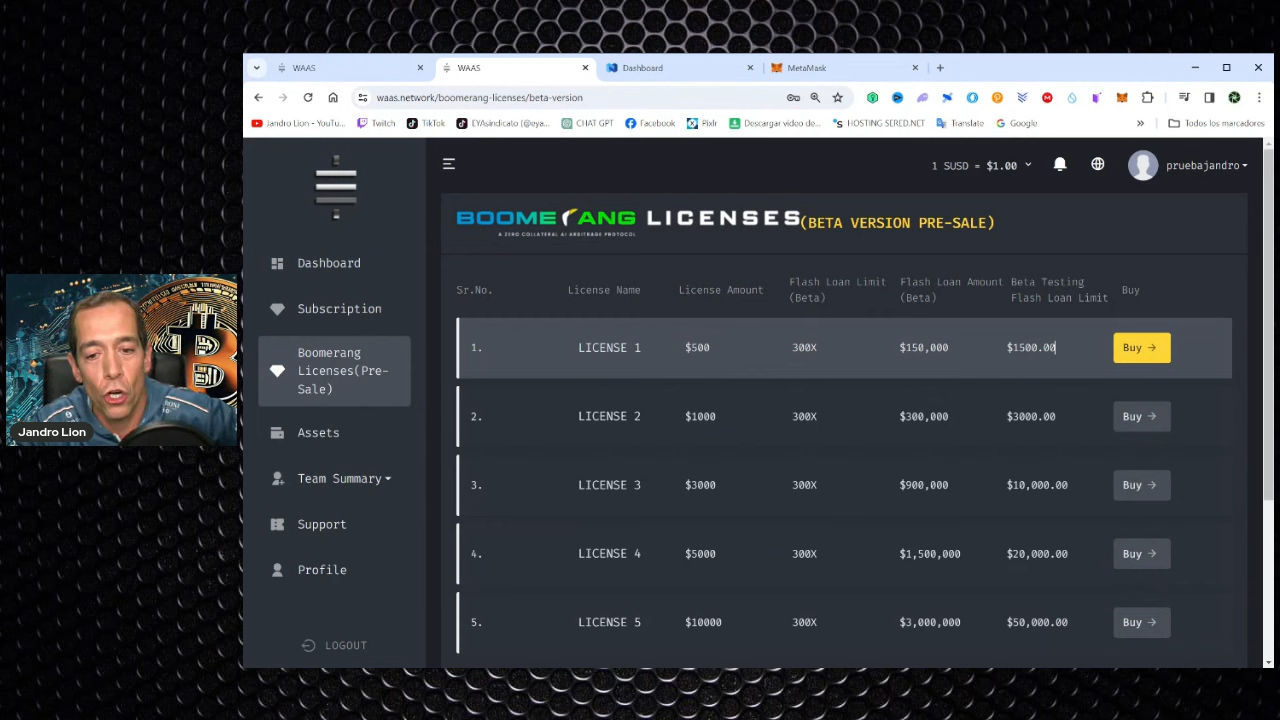 WAAS
WAAS
Dashboard
MetaMask
waas.network/boomerang-licenses/beta-version
Jandro Lion - YouTu...
Twitch
TikTok
EYAsindicato (@eya...
CHAT GPT
Facebook
Pixlr
Descargar video de...
HOSTING SERED.NET
Translate
Google
»
Todos los marcadores
1 SUSD = $1.00
pruebajandro
BOOMERANG LICENSES(BETA VERSION PRE-SALE)
A ZERO COLLATERAL AI ARBITRAGE PROTOCOL
Dashboard
Subscription
Boomerang
Licenses(Pre-
Sale)
Assets
Team Summary
Support
Profile
LOGOUT
Sr.No. License Name License Amount Flash Loan Limit (Beta) Flash Loan Amount (Beta) Beta Testing Flash Loan Limit Buy
1. LICENSE 1 $500 300X $150,000 $1500.00 Buy →
2. LICENSE 2 $1000 300X $300,000 $3000.00 Buy →
3. LICENSE 3 $3000 300X $900,000 $10,000.00 Buy →
4. LICENSE 4 $5000 300X $1,500,000 $20,000.00 Buy →
5. LICENSE 5 $10000 300X $3,000,000 $50,000.00 Buy →
Jandro Lion